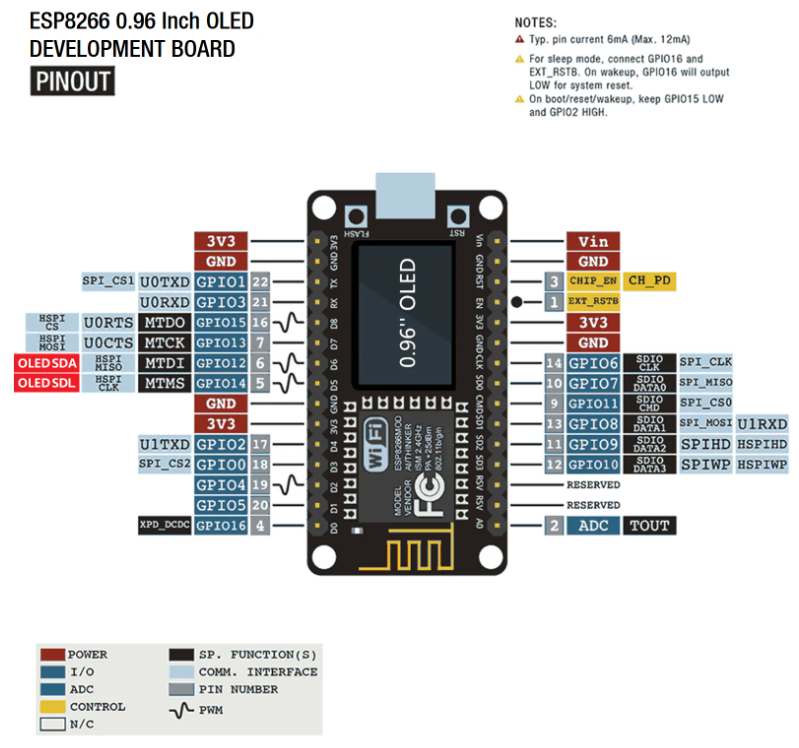 ESP8266 0.96 Inch OLED
DEVELOPMENT BOARD
PINOUT
NOTES:
Typ. pin current 6mA (Max. 12mA)
For sleep mode, connect GPIO16 and
EXT_RSTB. On wakeup, GPIO16 will output
LOW for system reset.
On boot/reset/wakeup, keep GPIO15 LOW
and GPIO2 HIGH.
3V3
GND
SPI_CS1 U0TXD GPIO1 22
U0RXD GPIO3 21
HSPI CS U0RTS MTDO GPIO15 16
HSPI MOSI U0CTS MTCK GPIO13 7
OLED SDA HSPI MISO MTDI GPIO12 6
OLED SDL HSPI CLK MTMS GPIO14 5
GND
3V3
U1TXD GPIO2 17
SPI_CS2 GPIO0 18
GPIO4 19
GPIO5 20
XPD_DCDC GPIO16 4
FLASH
RST
3V3
GND
TX
RX
D8
D7
D6
D5
GND
3V3
D4
D3
D2
D1
D0
0.96" OLED
WiFi
MODEL ESP8266MOD
VENDOR AI/THINKER
ISM 2.4GHz
PA +25dBm
802.11b/g/n
FC
Vin
GND
RST
EN
3V3
GND
CLK
SD0
CMD
SD1
SD2
SD3
RSV
RSV
A0
Vin
GND
3 CHIP_EN CH_PD
1 EXT_RSTB
3V3
GND
14 GPIO6 SDIO CLK SPI_CLK
10 GPIO7 SDIO DATA0 SPI_MISO
9 GPIO11 SDIO CMD SPI_CS0
13 GPIO8 SDIO DATA1 SPI_MOSI U1RXD
11 GPIO9 SDIO DATA2 SPIHD HSPIHD
12 GPIO10 SDIO DATA3 SPIWP HSPIWP
RESERVED
RESERVED
2 ADC TOUT
POWER
I/O
ADC
CONTROL
N/C
SP. FUNCTION(S)
COMM. INTERFACE
PIN NUMBER
PWM